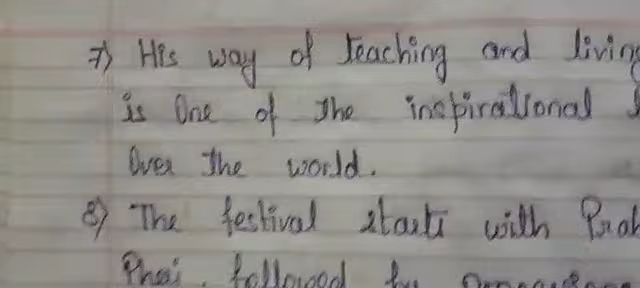 7) His way of teaching and living
is One of the inspirational
Over the world.
8) The festival starts with Prab
Phai, followed by